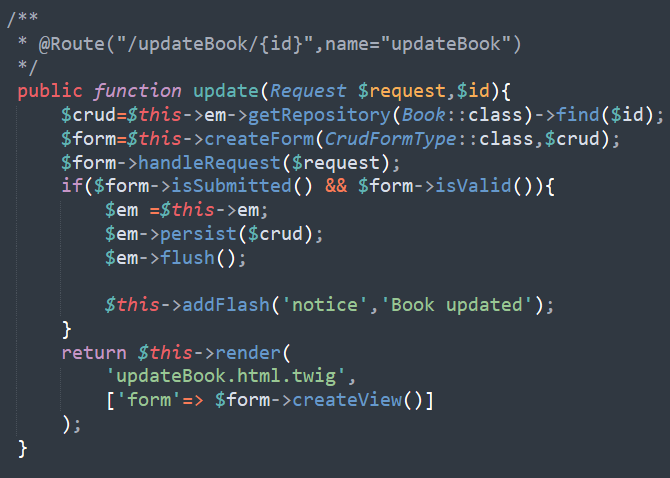 /**
 * @Route("/updateBook/{id}",name="updateBook")
 */
 public function update(Request $request,$id){
     $crud=$this->em->getRepository(Book::class)->find($id);
     $form=$this->createForm(CrudFormType::class,$crud);
     $form->handleRequest($request);
     if($form->isSubmitted() && $form->isValid()){
         $em =$this->em;
         $em->persist($crud);
         $em->flush();

         $this->addFlash('notice','Book updated');
     }
     return $this->render(
         'updateBook.html.twig',
         ['form'=> $form->createView()]
     );
 }